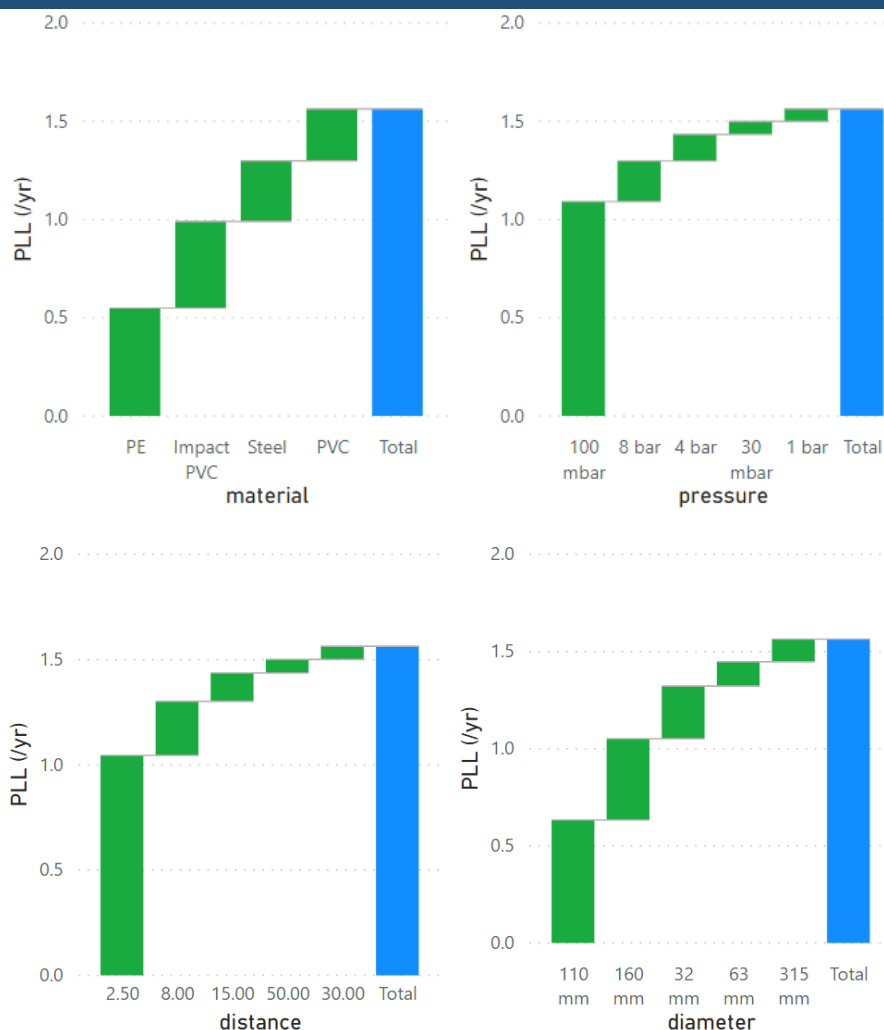 2.0
1.5
1.0
0.5
0.0
PLL (/yr)
PE Impact PVC Steel PVC Total
material
2.0
1.5
1.0
0.5
0.0
PLL (/yr)
100 mbar 8 bar 4 bar 30 mbar 1 bar Total
pressure
2.0
1.5
1.0
0.5
0.0
PLL (/yr)
2.50 8.00 15.00 50.00 30.00 Total
distance
2.0
1.5
1.0
0.5
0.0
PLL (/yr)
110 mm 160 mm 32 mm 63 mm 315 mm Total
diameter